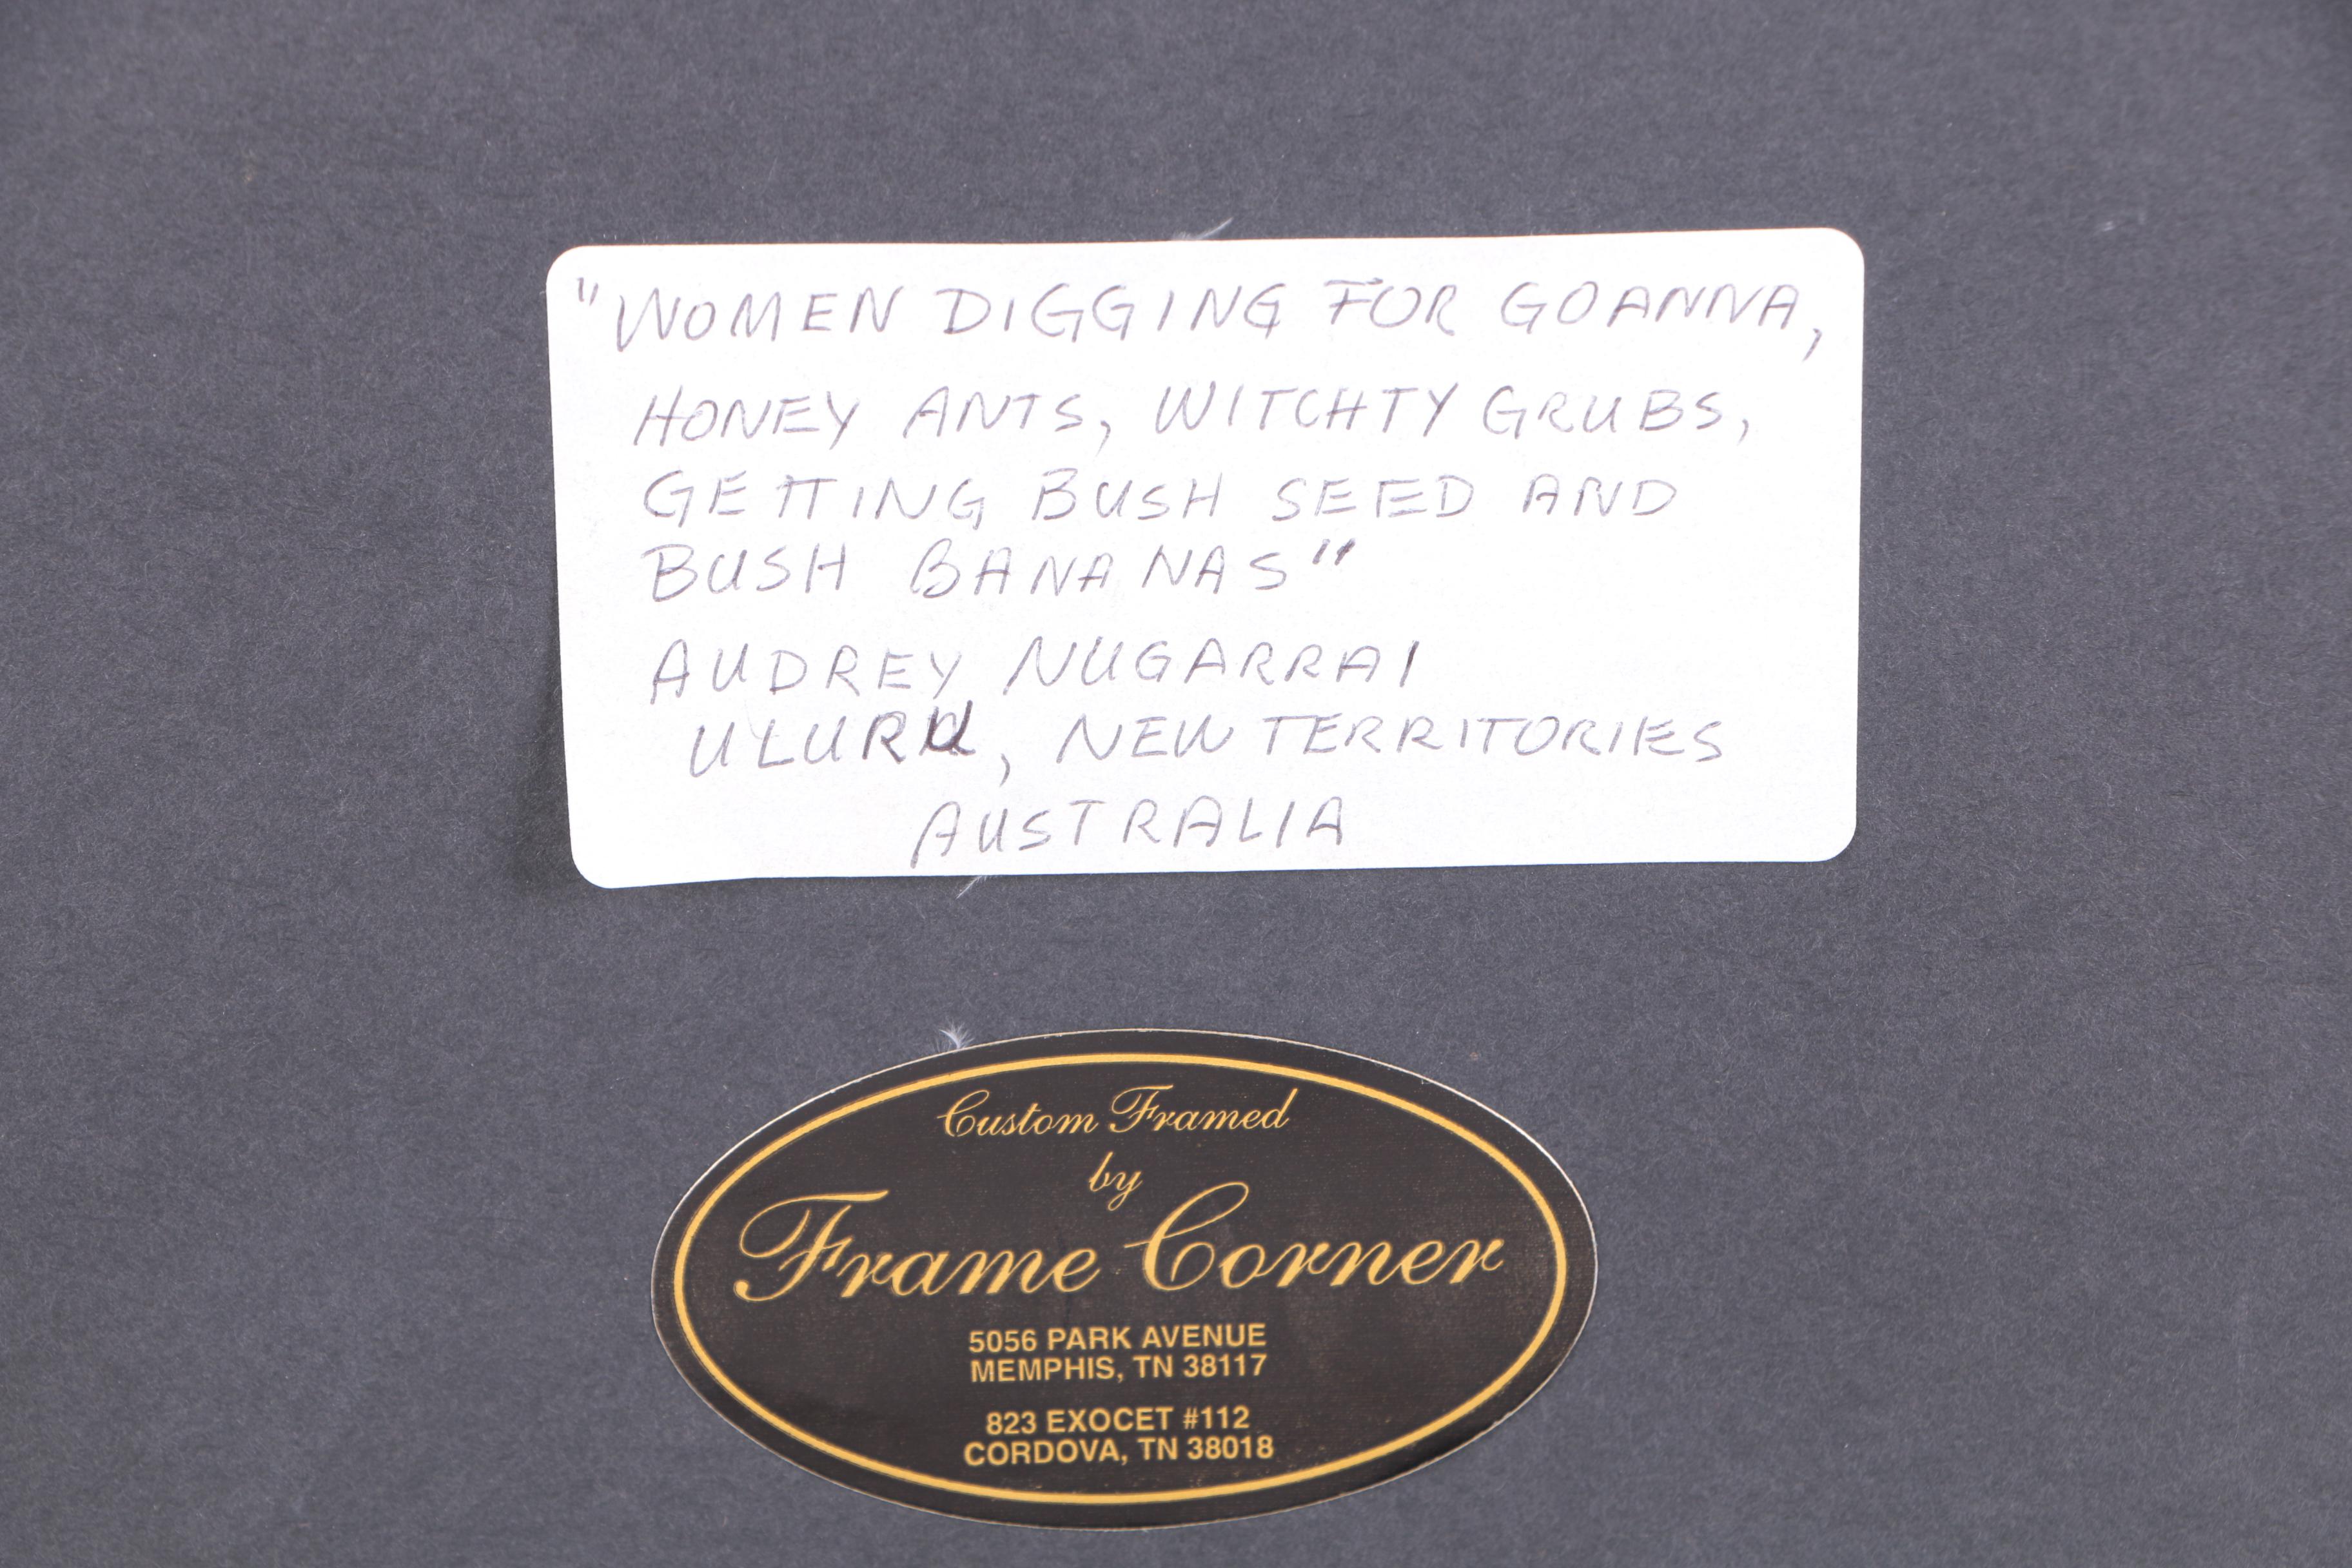 "WOMEN DIGGING FOR GOANNA,
HONEY ANTS, WITCHTY GRUBS,
GETTING BUSH SEED AND
BUSH BANANAS"
AUDREY NUGARRAI
ULURU, NEW TERRITORIES
AUSTRALIA
Custom Framed
by
Frame Corner
5056 PARK AVENUE
MEMPHIS, TN 38117
823 EXOCET #112
CORDOVA, TN 38018